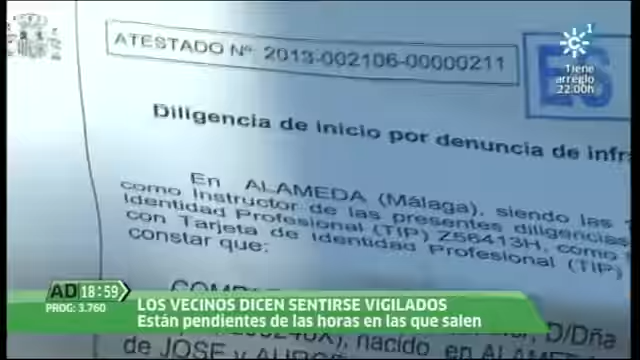 ATESTADO Nº: 2013-002106-00000211
ES
1
Tiene
arreglo
22:00h
Diligencia de inicio por denuncia de infr
En ALAMEDA (Málaga), siendo las
como Instructor de las presentes diligencias
Identidad Profesional (TIP) Z56413H, como
con Tarjeta de Identidad Profesional (TIP)
constar que:
AD 18:59 LOS VECINOS DICEN SENTIRSE VIGILADOS
PROG: 3.760 Están pendientes de las horas en las que salen
D/Dña
nacido, en ALAM
de JOSE y